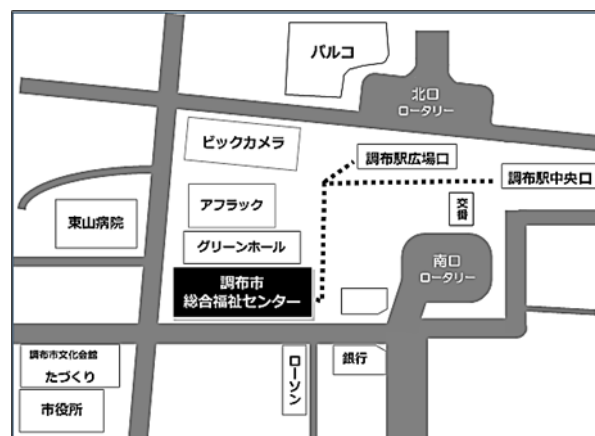 パルコ
北口
ロータリー
ビックカメラ
調布駅広場口
調布駅中央口
アフラック
交番
東山病院
グリーンホール
南口
ロータリー
調布市
総合福祉センター
調布市文化会館
たづくり
ローソン
銀行
市役所